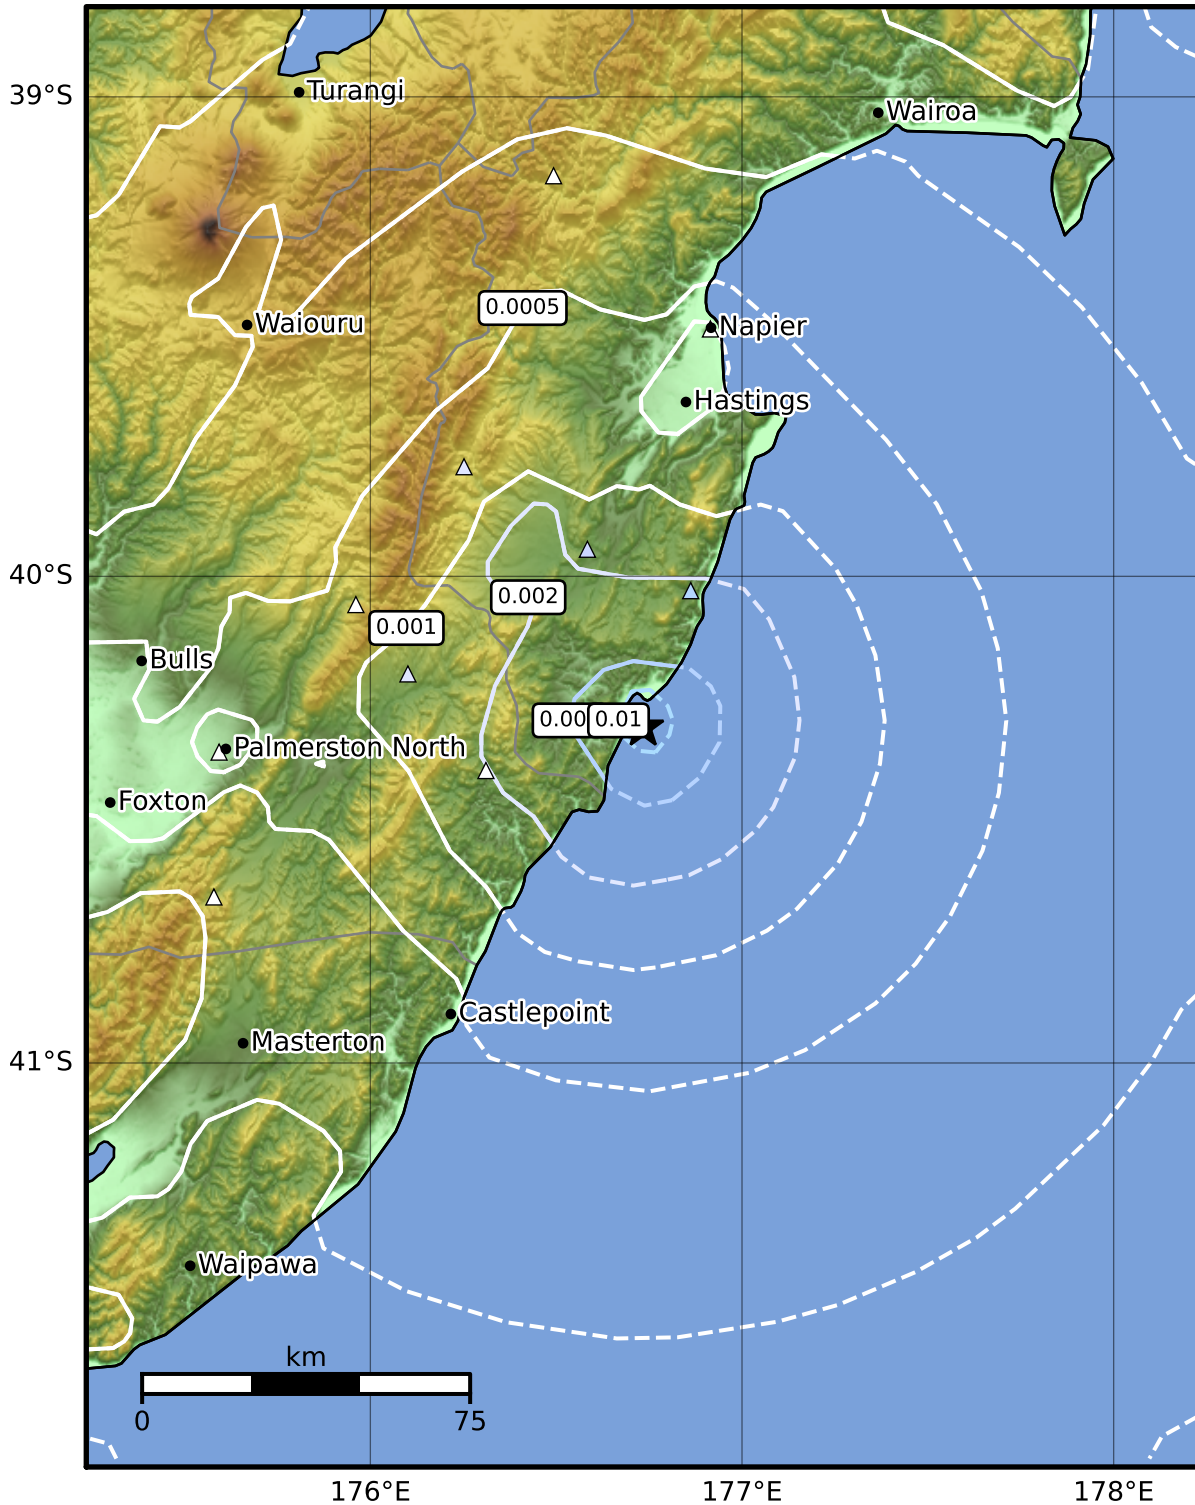 Turangi
39°S
Wairoa
0.0005
Waiouru
Napier
Hastings
40°S
0.002
0.001
Bulls
0.00
0.01
Palmerston North
Foxton
Castlepoint
Masterton
41°S
Waipawa
km
0 75
176°E 177°E 178°E